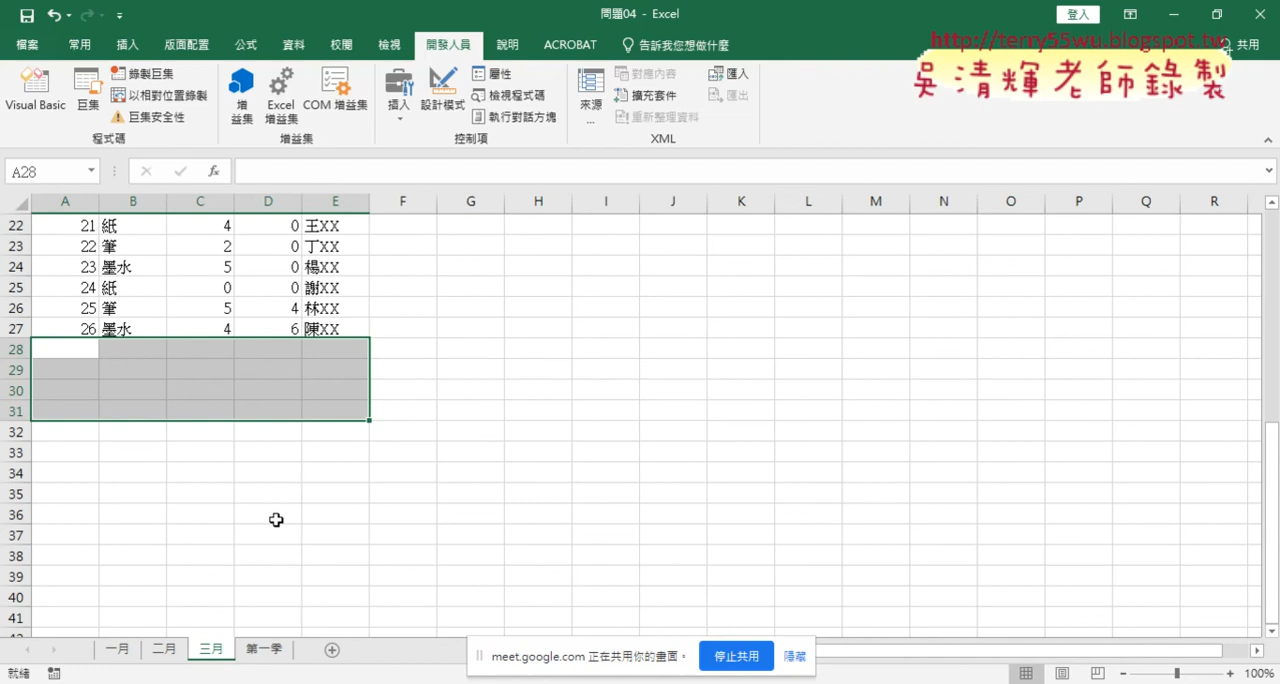 問題04 - Excel
登入
檔案 常用 插入 版面配置 公式 資料 校閱 檢視 開發人員 說明 ACROBAT 告訴我您想做什麼 共用
http://terry55wu.blogspot.tw
吳清輝老師錄製
Visual Basic 巨集 錄製巨集 以相對位置錄製 巨集安全性 程式碼
增益集 Excel 增益集 COM 增益集 增益集
插入 設計模式 屬性 檢視程式碼 執行對話方塊 控制項
來源... 對應內容 擴充套件 重新整理資料 匯入 匯出 XML
A28 fx
A B C D E F G H I J K L M N O P Q R
22 21 紙 4 0 王XX
23 22 筆 2 0 丁XX
24 23 墨水 5 0 楊XX
25 24 紙 0 0 謝XX
26 25 筆 5 4 林XX
27 26 墨水 4 6 陳XX
28
29
30
31
32
33
34
35
36
37
38
39
40
41
一月 二月 三月 第一季
meet.google.com 正在共用你的畫面。 停止共用 隱藏
就緒 100%